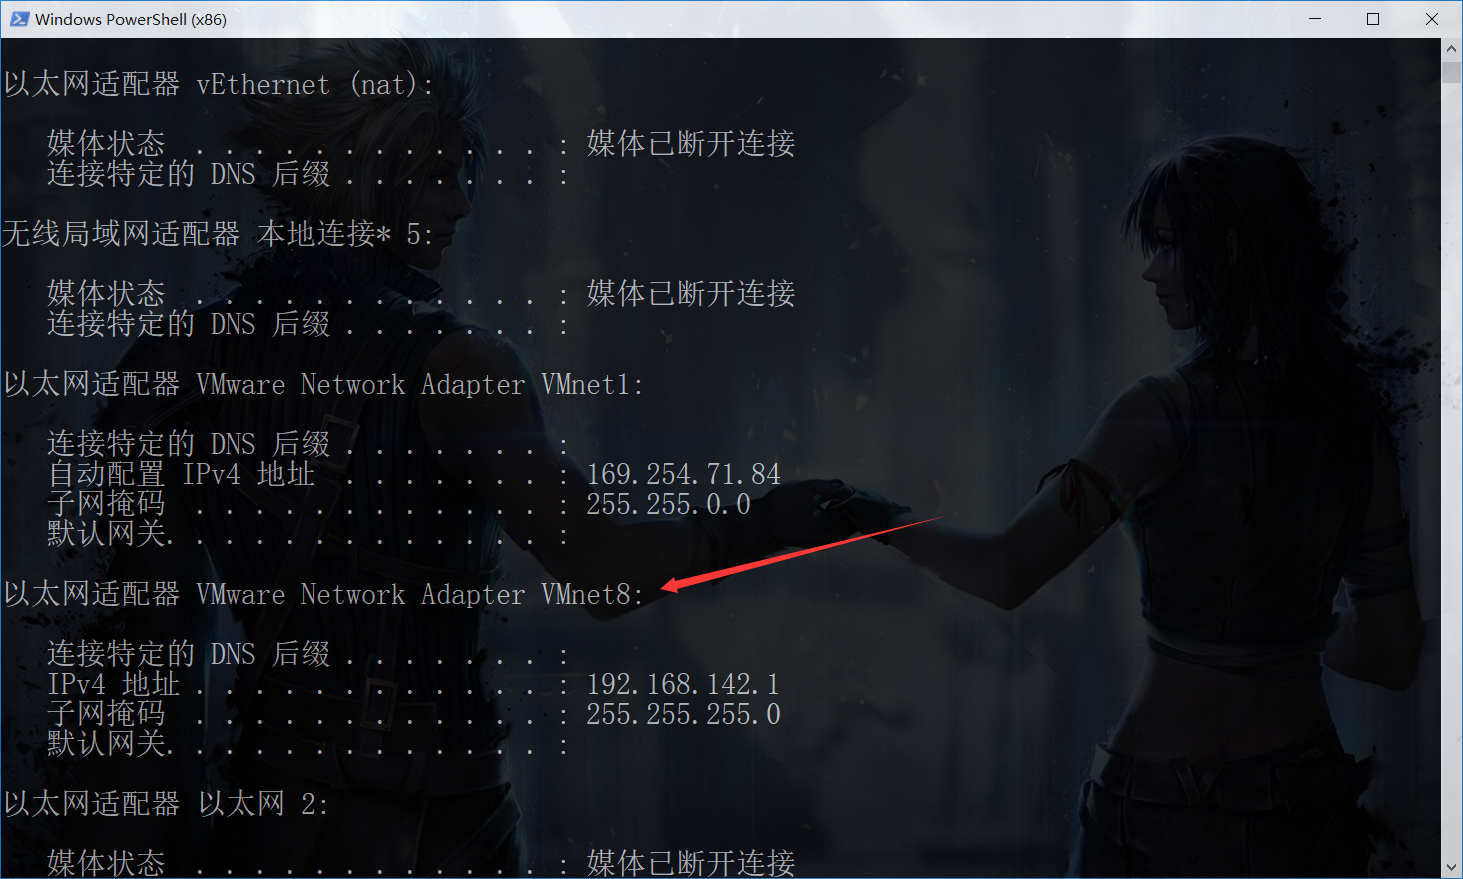 Windows PowerShell (x86)
以太网适配器 vEthernet (nat):
媒体状态 . . . . . . . . . . . . : 媒体已断开连接
连接特定的 DNS 后缀 . . . . . . . :
无线局域网适配器 本地连接* 5:
媒体状态 . . . . . . . . . . . . : 媒体已断开连接
连接特定的 DNS 后缀 . . . . . . . :
以太网适配器 VMware Network Adapter VMnet1:
连接特定的 DNS 后缀 . . . . . . . :
自动配置 IPv4 地址 . . . . . . . : 169.254.71.84
子网掩码 . . . . . . . . . . . . : 255.255.0.0
默认网关. . . . . . . . . . . . . :
以太网适配器 VMware Network Adapter VMnet8:
连接特定的 DNS 后缀 . . . . . . . :
IPv4 地址 . . . . . . . . . . . . : 192.168.142.1
子网掩码 . . . . . . . . . . . . : 255.255.255.0
默认网关. . . . . . . . . . . . . :
以太网适配器 以太网 2:
媒体状态 . . . . . . . . . . . . : 媒体已断开连接